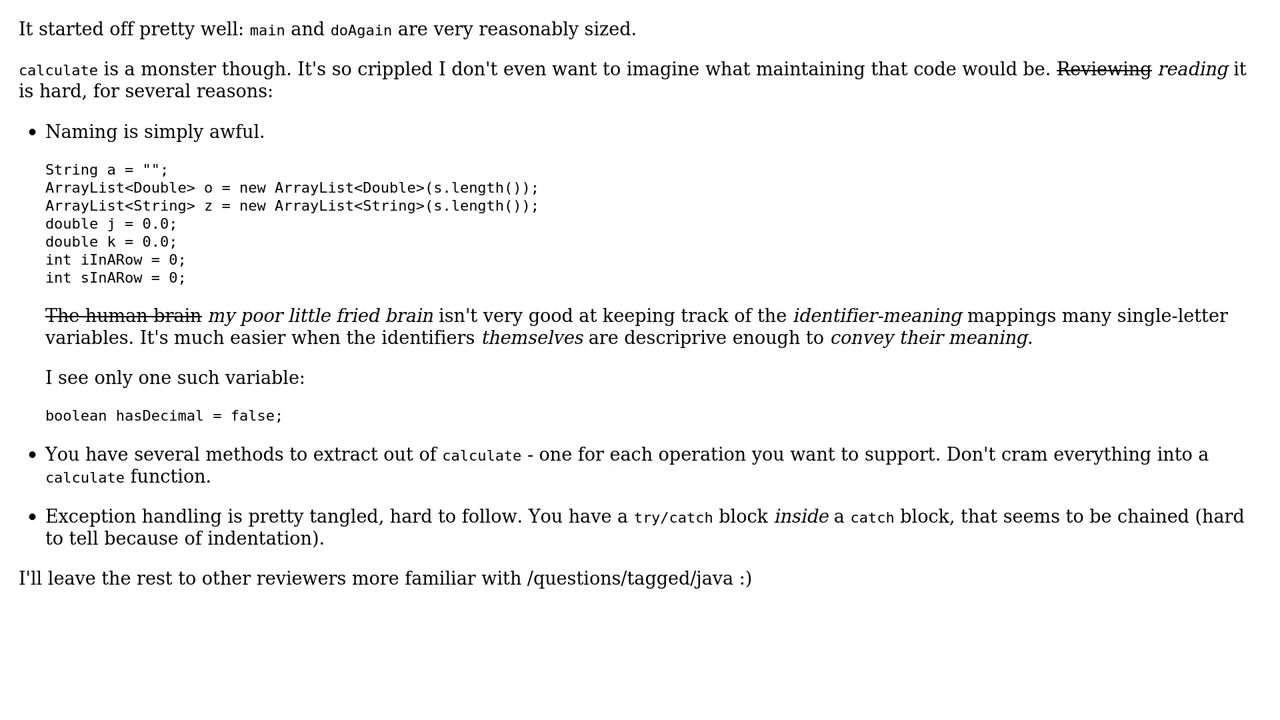 It started off pretty well: main and doAgain are very reasonably sized.
calculate is a monster though. It's so crippled I don't even want to imagine what maintaining that code would be. Reviewing reading it
is hard, for several reasons:
• Naming is simply awful.
String a = "";
ArrayList<Double> o = new ArrayList<Double>(s.length());
ArrayList<String> z = new ArrayList<String>(s.length());
double j = 0.0;
double k = 0.0;
int iInARow = 0;
int sInARow = 0;
The human brain my poor little fried brain isn't very good at keeping track of the identifier-meaning mappings many single-letter
variables. It's much easier when the identifiers themselves are descriprive enough to convey their meaning.
I see only one such variable:
boolean hasDecimal = false;
• You have several methods to extract out of calculate - one for each operation you want to support. Don't cram everything into a
calculate function.
• Exception handling is pretty tangled, hard to follow. You have a try/catch block inside a catch block, that seems to be chained (hard
to tell because of indentation).
I'll leave the rest to other reviewers more familiar with /questions/tagged/java :)